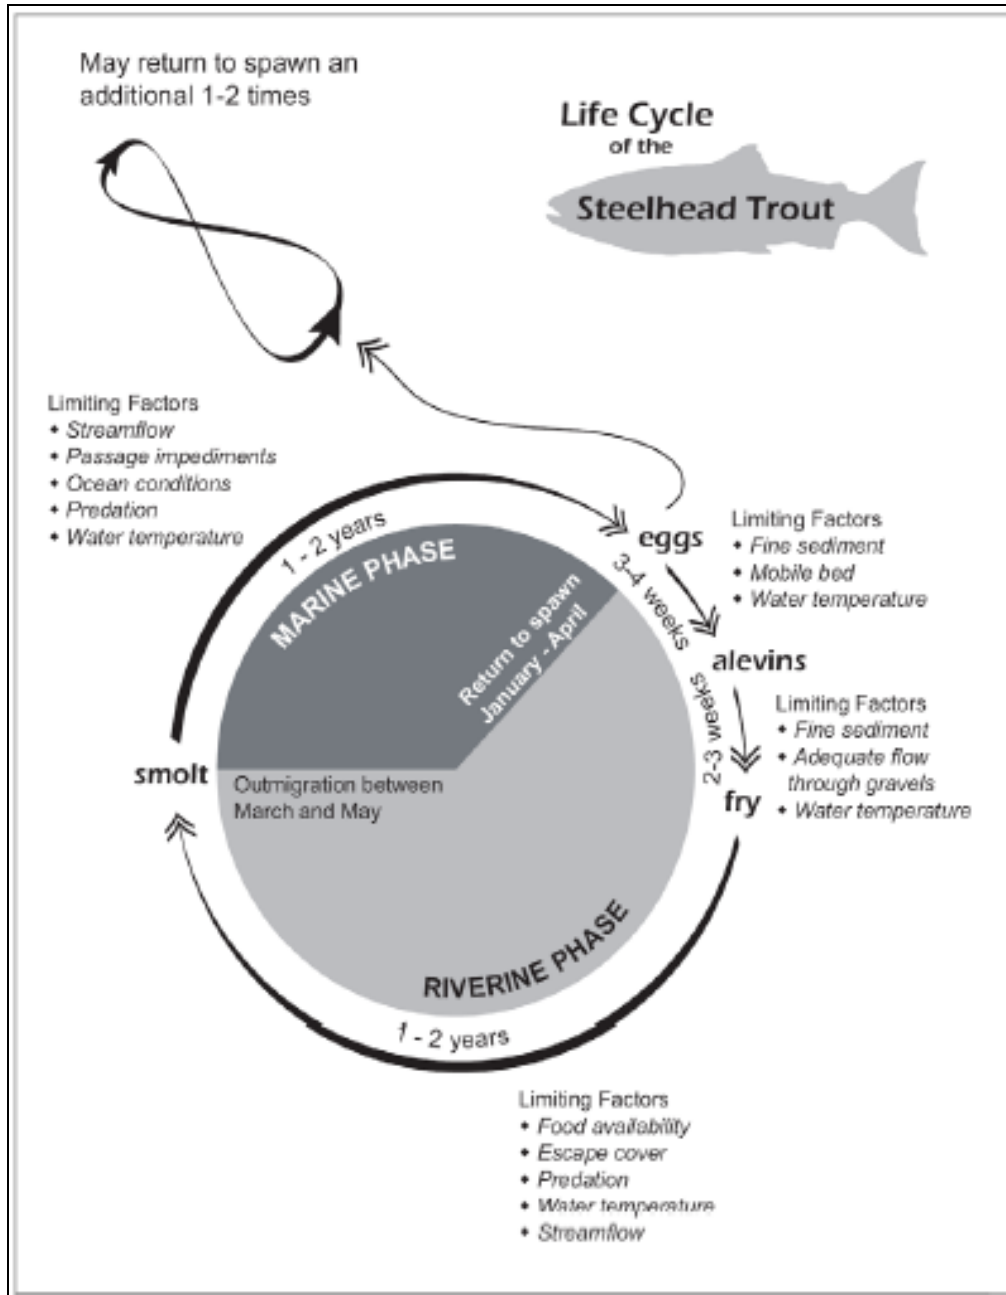 May return to spawn an
additional 1-2 times
Life Cycle
of the
Steelhead Trout
Limiting Factors
• Streamflow
• Passage impediments
• Ocean conditions
• Predation
• Water temperature
1 - 2 years
MARINE PHASE
Return to spawn
January - April
eggs
3-4 weeks
Limiting Factors
• Fine sediment
• Mobile bed
• Water temperature
alevins
2-3 weeks
Limiting Factors
• Fine sediment
• Adequate flow
through gravels
• Water temperature
fry
smolt
Outmigration between
March and May
RIVERINE PHASE
1 - 2 years
Limiting Factors
• Food availability
• Escape cover
• Predation
• Water temperature
• Streamflow